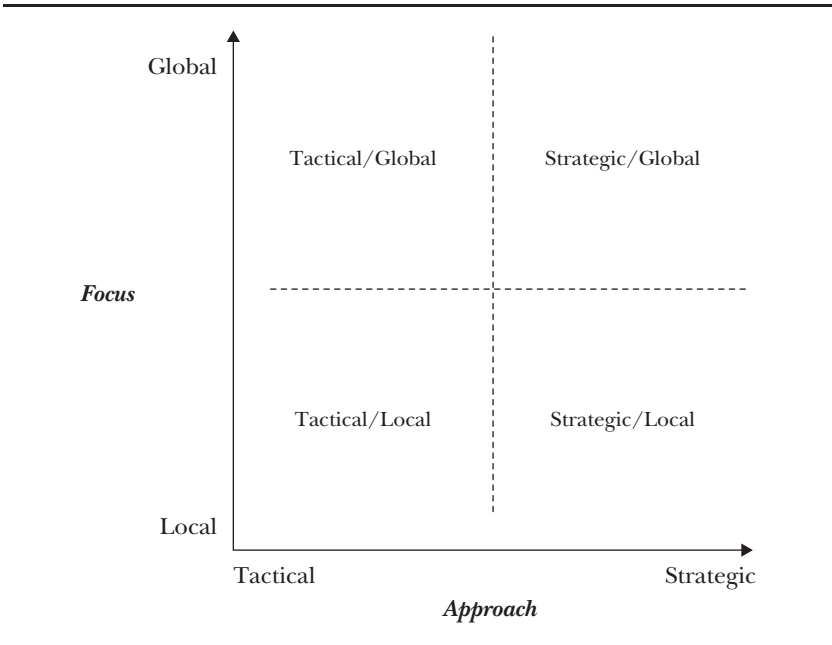 Global
Tactical/Global
Strategic/Global
Focus
Tactical/Local
Strategic/Local
Local
Tactical
Strategic
Approach